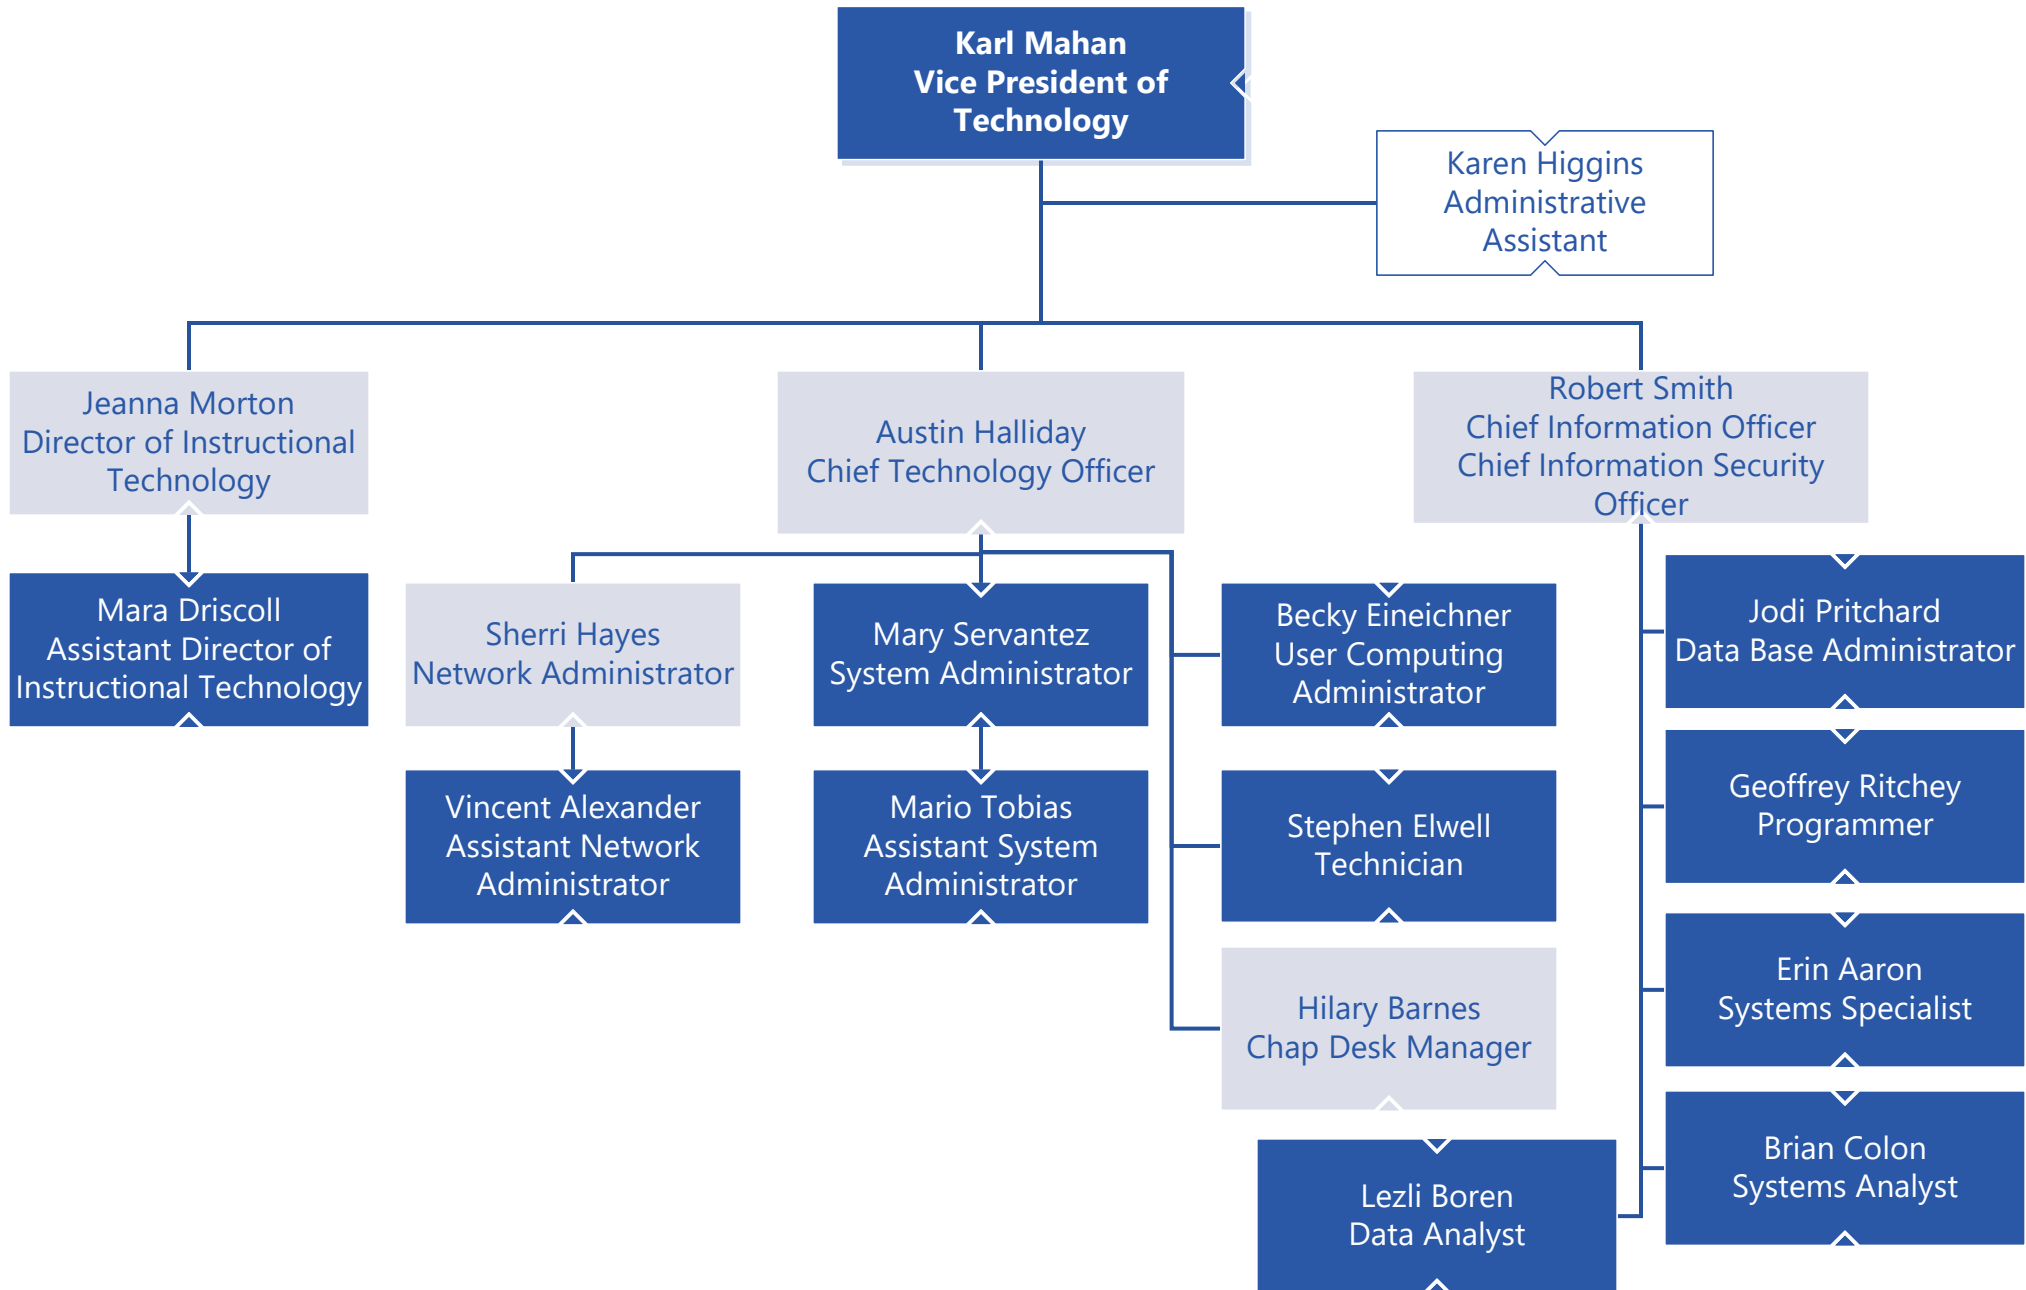 Karl Mahan
Vice President of
Technology
Karen Higgins
Administrative
Assistant
Jeanna Morton
Director of Instructional
Technology
Austin Halliday
Chief Technology Officer
Robert Smith
Chief Information Officer
Chief Information Security
Officer
Mara Driscoll
Assistant Director of
Instructional Technology
Sherri Hayes
Network Administrator
Mary Servantez
System Administrator
Becky Eineichner
User Computing
Administrator
Jodi Pritchard
Data Base Administrator
Vincent Alexander
Assistant Network
Administrator
Mario Tobias
Assistant System
Administrator
Stephen Elwell
Technician
Geoffrey Ritchey
Programmer
Hilary Barnes
Chap Desk Manager
Erin Aaron
Systems Specialist
Lezli Boren
Data Analyst
Brian Colon
Systems Analyst